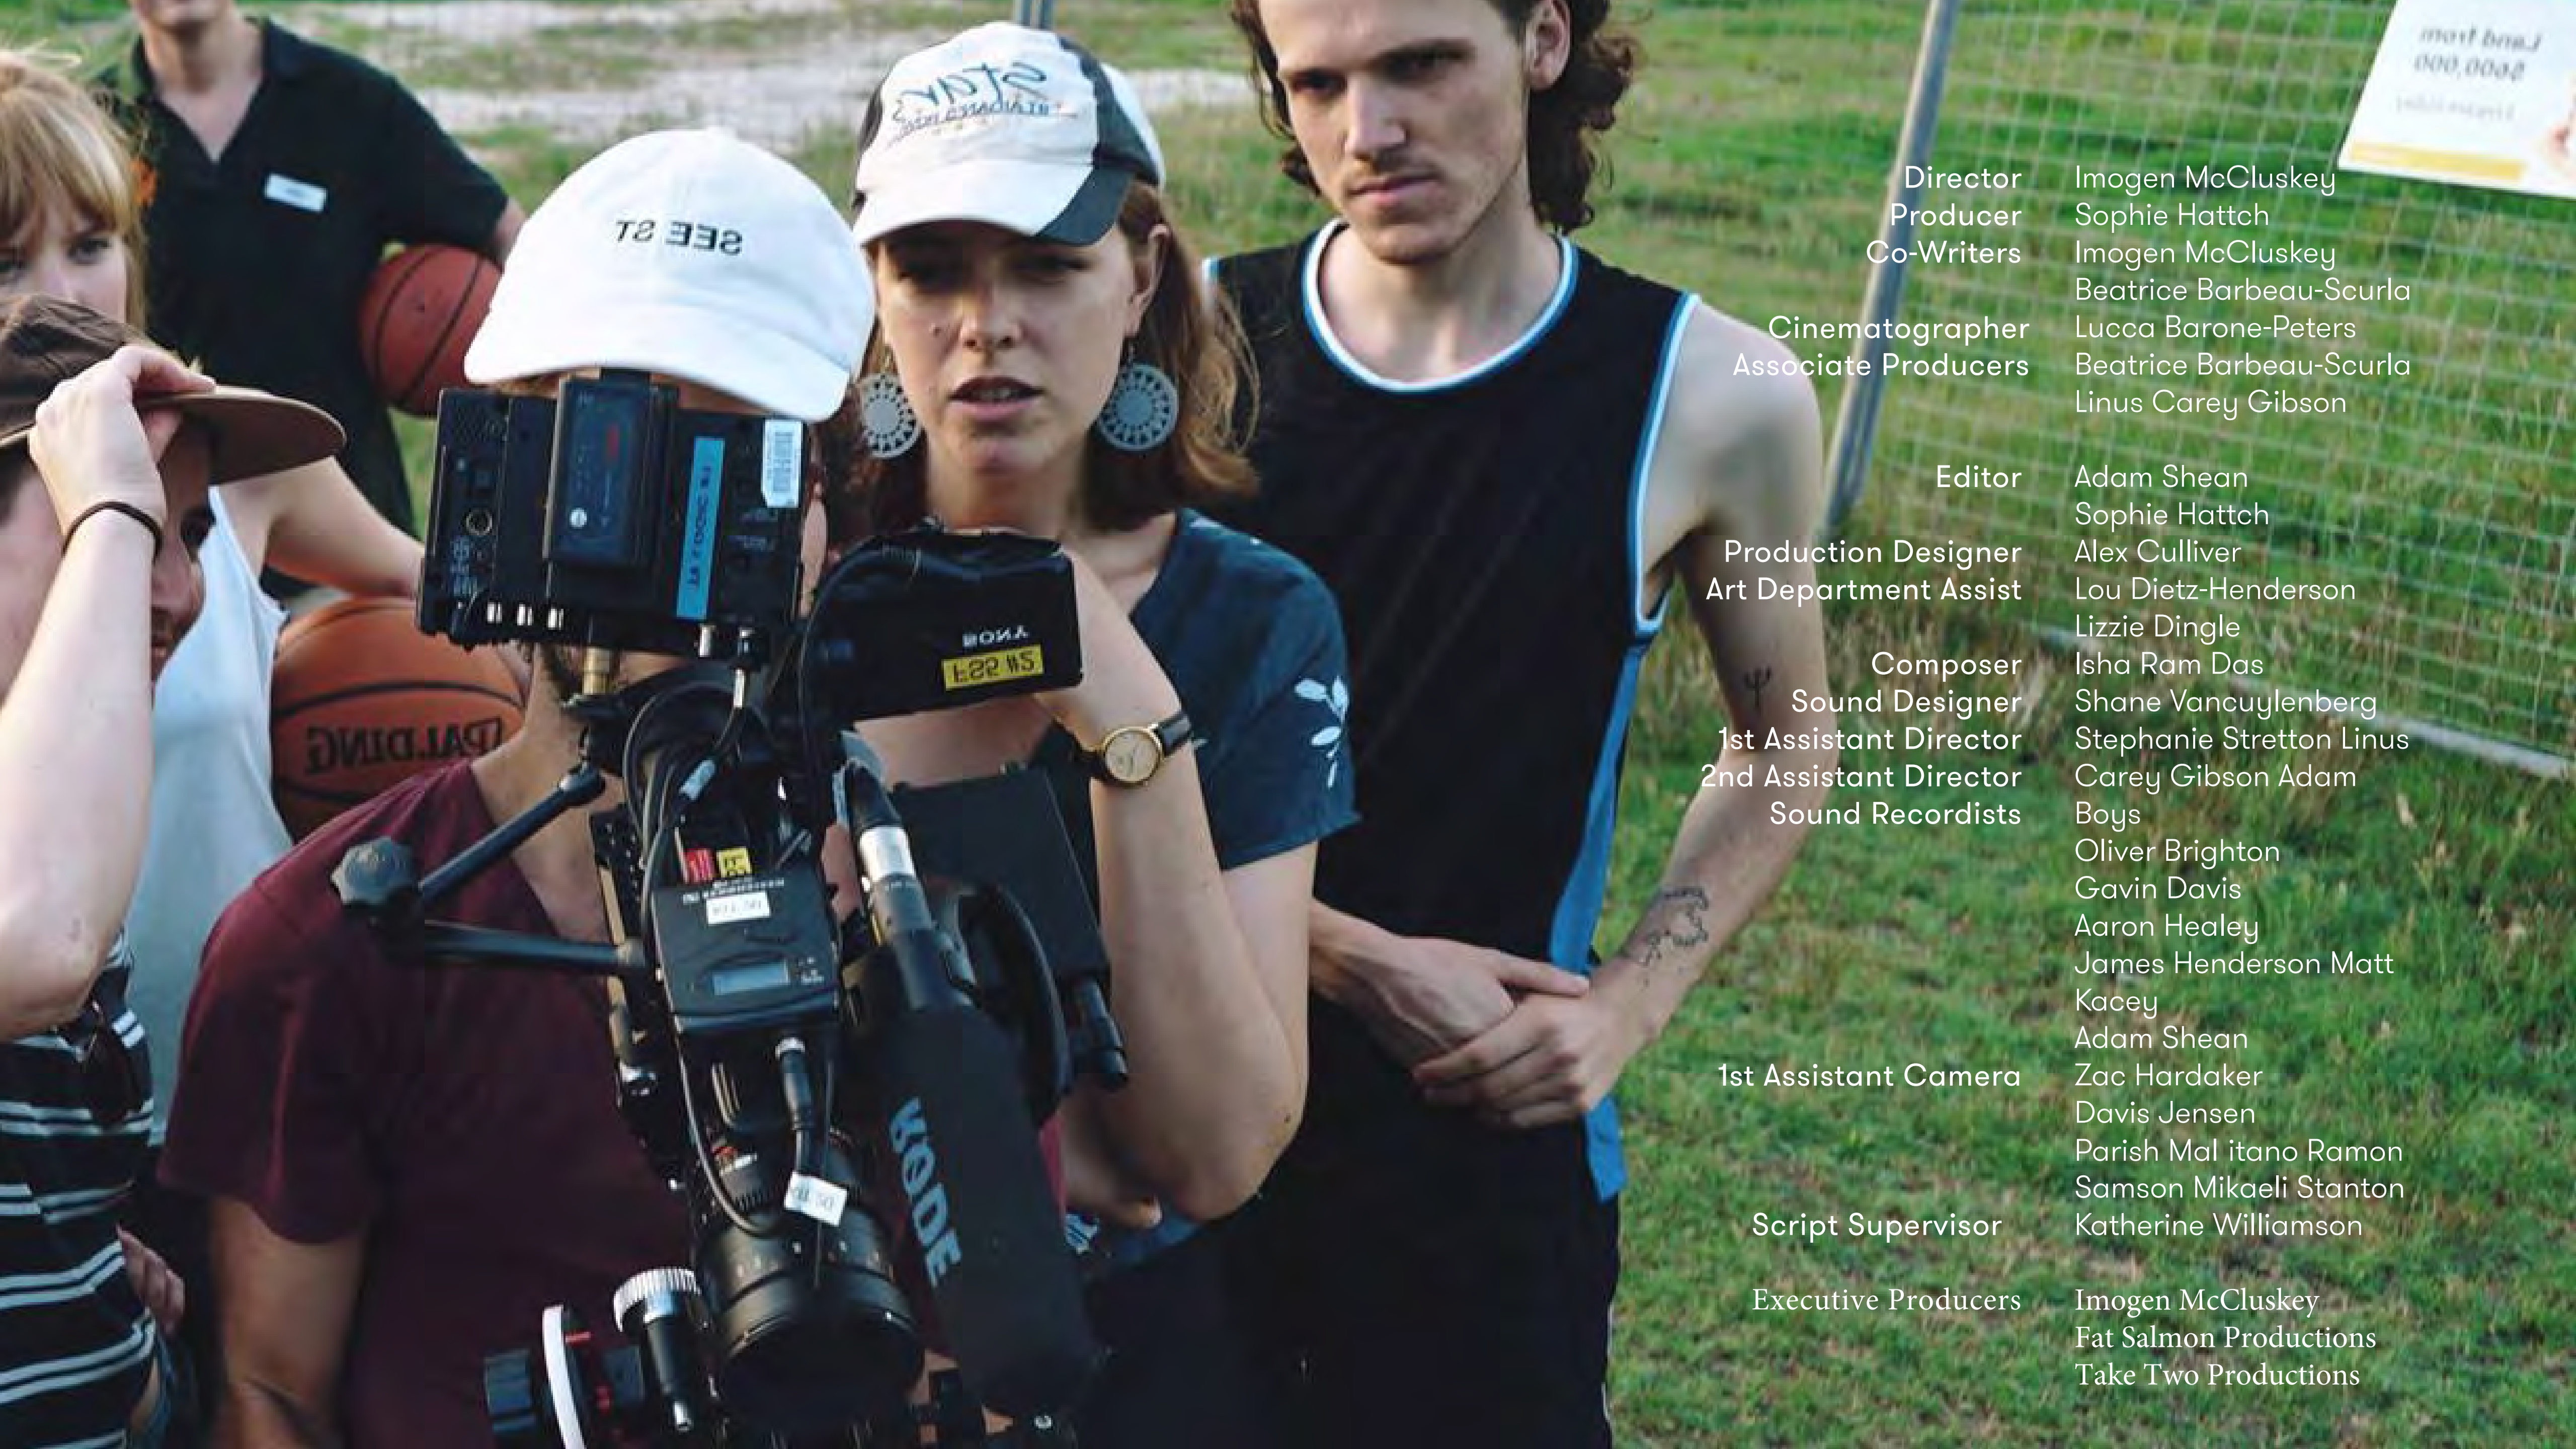 Land from
$600,000
star
SEE ST
SPALDING
SONY
FS5 #2
RODE
Director Imogen McCluskey
Producer Sophie Hattch
Co-Writers Imogen McCluskey
Beatrice Barbeau-Scurla
Cinematographer Lucca Barone-Peters
Associate Producers Beatrice Barbeau-Scurla
Linus Carey Gibson
Editor Adam Shean
Sophie Hattch
Production Designer Alex Culliver
Art Department Assist Lou Dietz-Henderson
Lizzie Dingle
Composer Isha Ram Das
Sound Designer Shane Vancuylenberg
1st Assistant Director Stephanie Stretton Linus
2nd Assistant Director Carey Gibson Adam
Sound Recordists Boys
Oliver Brighton
Gavin Davis
Aaron Healey
James Henderson Matt
Kacey
Adam Shean
1st Assistant Camera Zac Hardaker
Davis Jensen
Parish Mal itano Ramon
Samson Mikaeli Stanton
Script Supervisor Katherine Williamson
Executive Producers Imogen McCluskey
Fat Salmon Productions
Take Two Productions